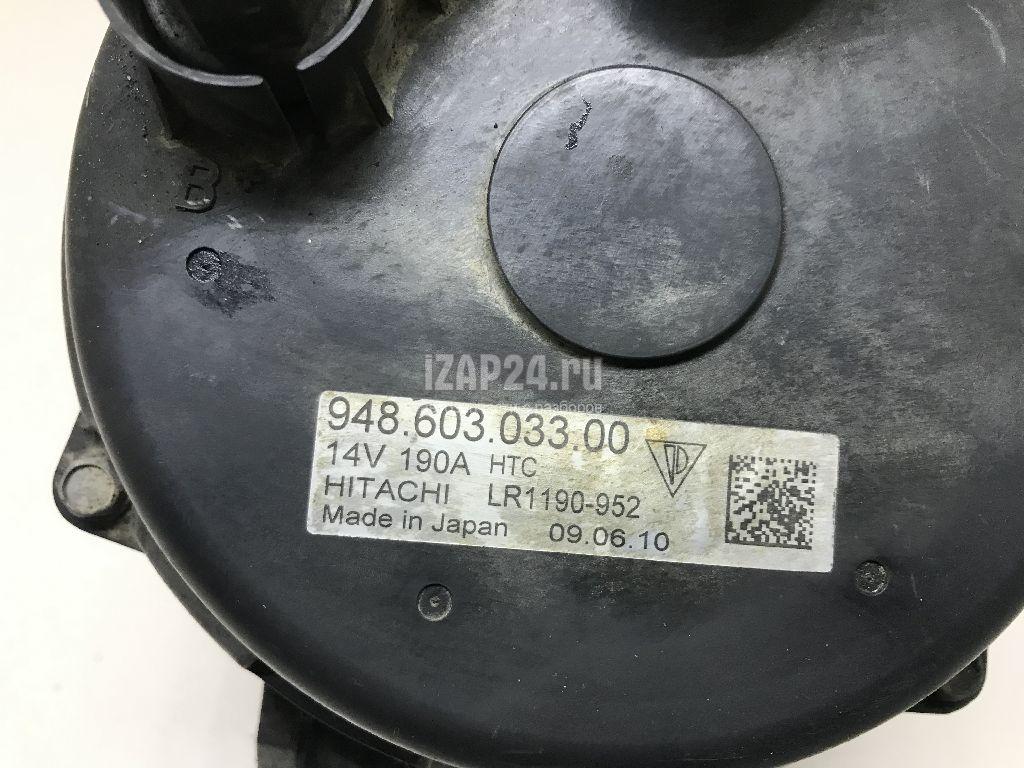 B+
iZAP24.ru
948.603.033.00
14V 190A HTC
HITACHI LR1190-952
Made in Japan 09.06.10